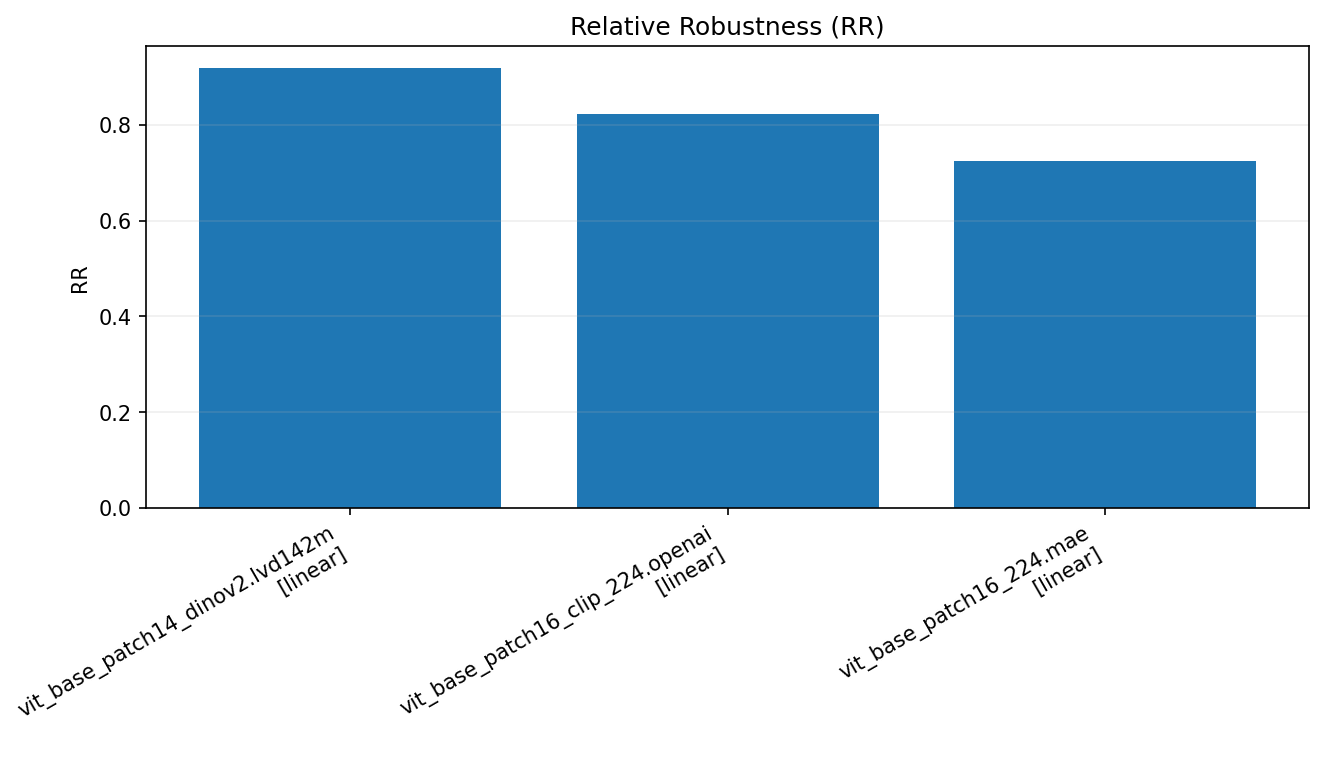 Relative Robustness (RR)
RR
0.8
0.6
0.4
0.2
0.0
vit_base_patch14_dinov2.lvd142m
[linear]
vit_base_patch16_clip_224.openai
[linear]
vit_base_patch16_224.mae
[linear]